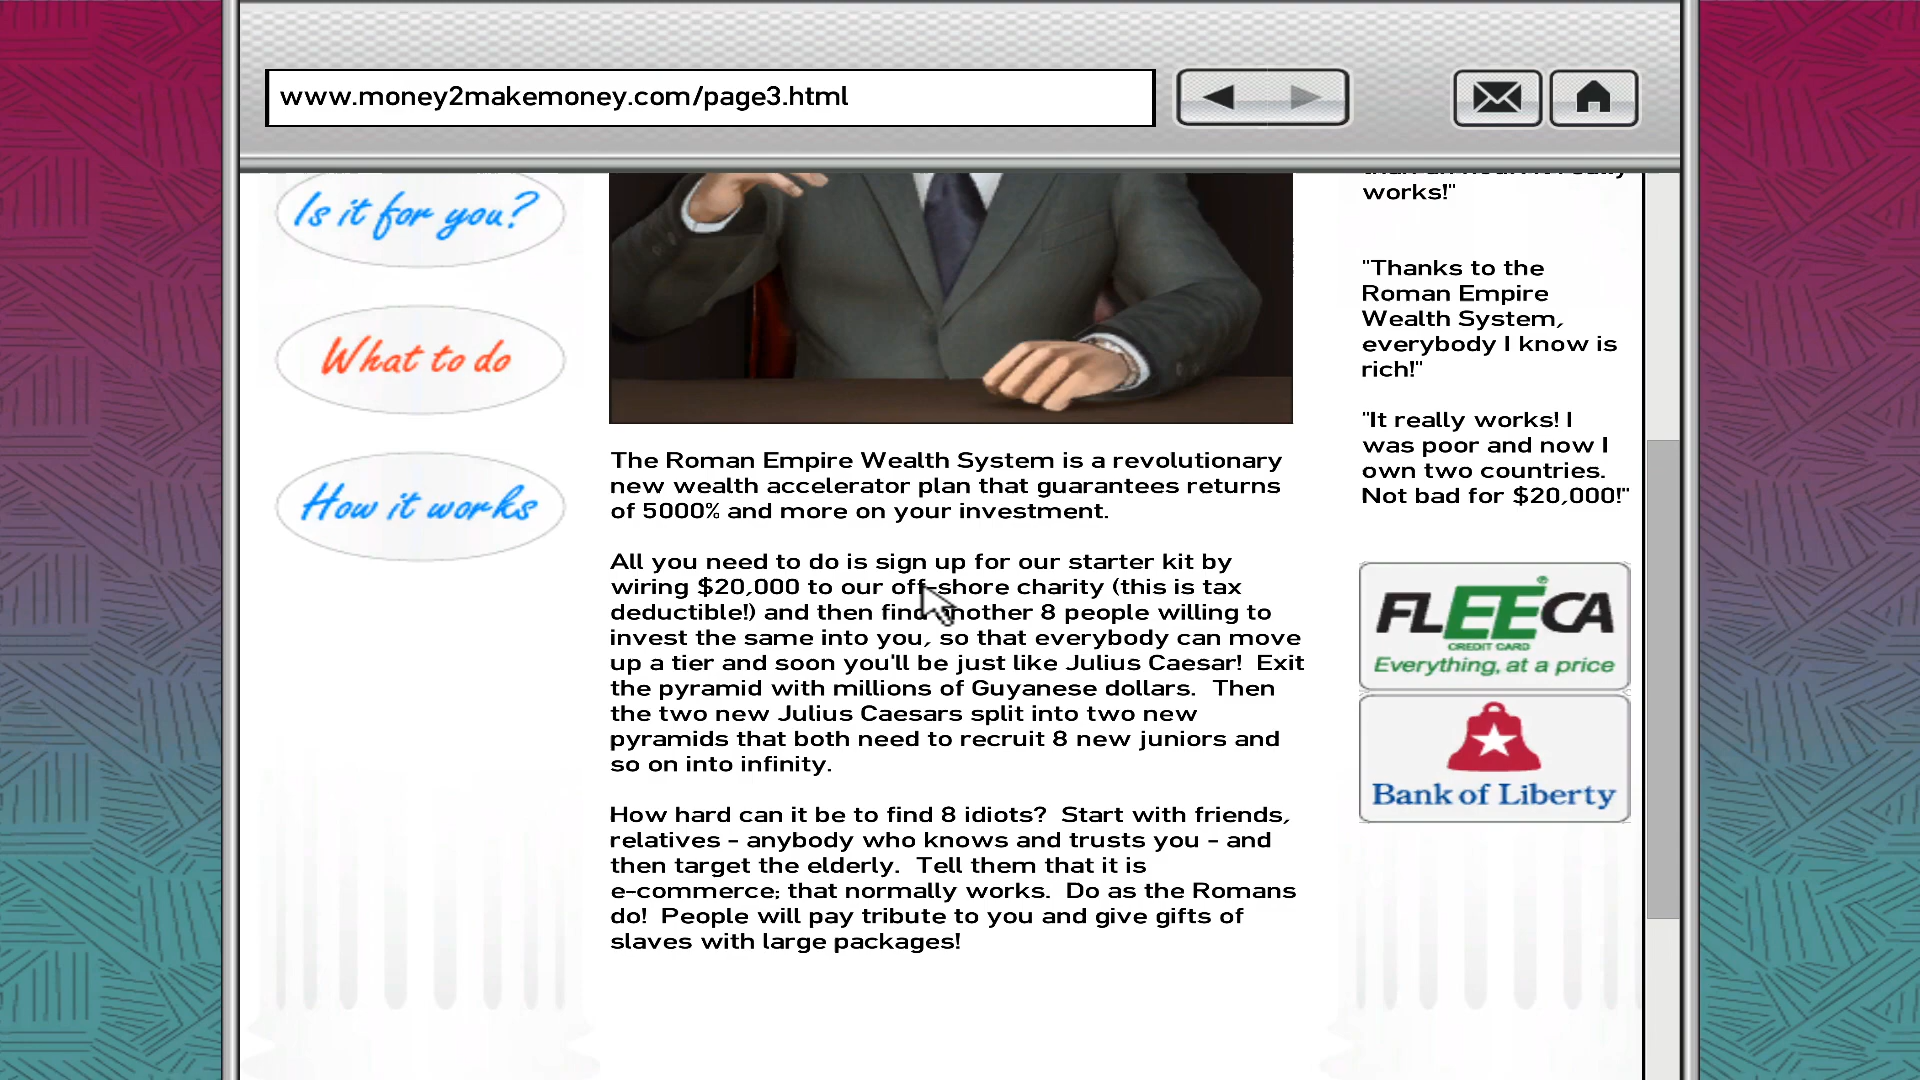 www.money2makemoney.com/page3.html
Is it for you?
What to do
How it works
The Roman Empire Wealth System is a revolutionary
new wealth accelerator plan that guarantees returns
of 5000% and more on your investment.
All you need to do is sign up for our starter kit by
wiring $20,000 to our off-shore charity (this is tax
deductible!) and then find another 8 people willing to
invest the same into you, so that everybody can move
up a tier and soon you'll be just like Julius Caesar!  Exit
the pyramid with millions of Guyanese dollars.  Then
the two new Julius Caesars split into two new
pyramids that both need to recruit 8 new juniors and
so on into infinity.
How hard can it be to find 8 idiots?  Start with friends,
relatives - anybody who knows and trusts you - and
then target the elderly.  Tell them that it is
e-commerce; that normally works.  Do as the Romans
do!  People will pay tribute to you and give gifts of
slaves with large packages!
works!"
"Thanks to the
Roman Empire
Wealth System,
everybody I know is
rich!"
"It really works! I
was poor and now I
own two countries.
Not bad for $20,000!"
FLEECA
CREDIT CARD
Everything, at a price
Bank of Liberty